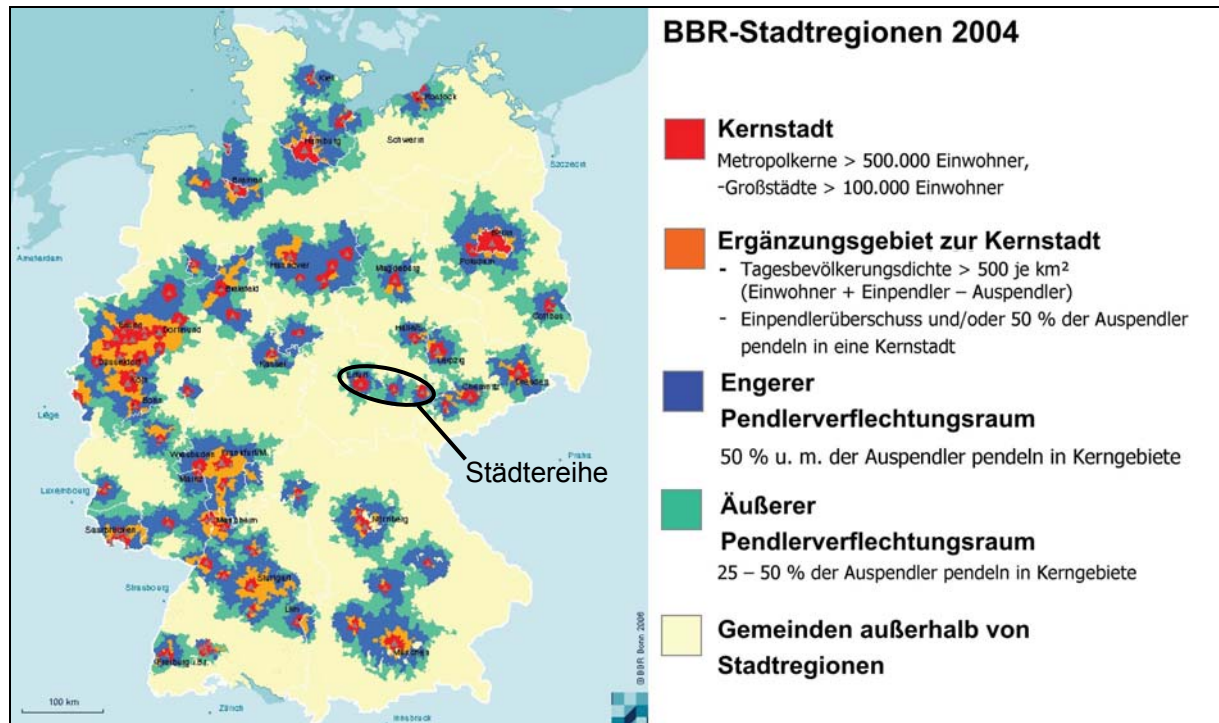 BBR-Stadtregionen 2004
Kernstadt
Metropolkerne > 500.000 Einwohner,
-Großstädte > 100.000 Einwohner
Ergänzungsgebiet zur Kernstadt
- Tagesbevölkerungsdichte > 500 je km²
(Einwohner + Einpendler – Auspendler)
- Einpendlerüberschuss und/oder 50 % der Auspendler
pendeln in eine Kernstadt
Engerer
Pendlerverflechtungsraum
50 % u. m. der Auspendler pendeln in Kerngebiete
Äußerer
Pendlerverflechtungsraum
25 – 50 % der Auspendler pendeln in Kerngebiete
Gemeinden außerhalb von
Stadtregionen
Kiel
Rostock
Hamburg
Schwerin
Szczecin
Bremen
Amsterdam
Berlin
Hannover
Potsdam
Magdeburg
Bielefeld
Cottbus
Essen
Dortmund
Halle/S.
Leipzig
Düsseldorf
Kassel
Dresden
Köln
Erfurt
Chemnitz
Bonn
Liège
Städtereihe
Praha
Wiesbaden
Frankfurt/M.
Mainz
Luxembourg
Mannheim
Nürnberg
Saarbrücken
Stuttgart
Strasbourg
Ulm
München
Freiburg i.Br.
100 km
Zürich
Innsbruck
© BBR Bonn 2006